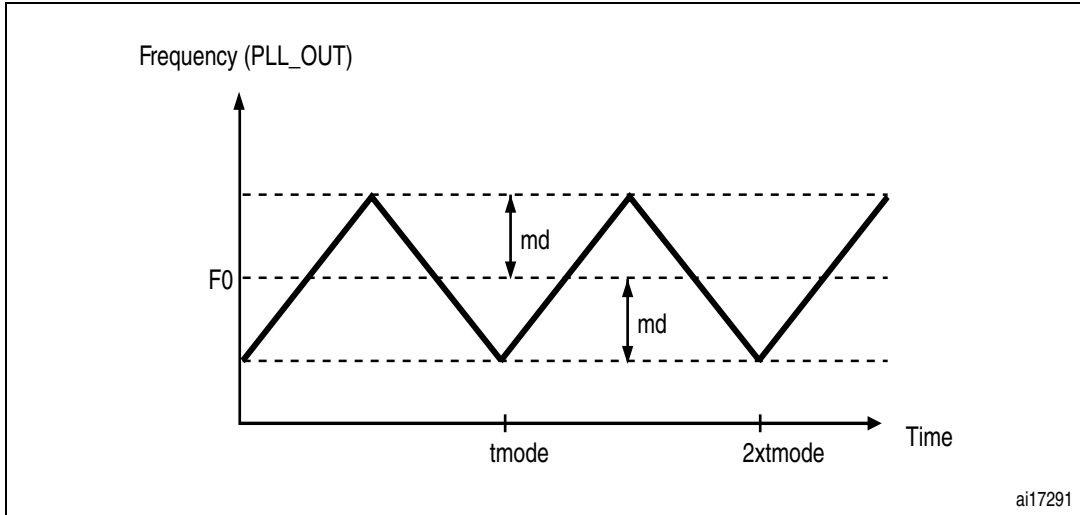 Frequency (PLL_OUT)
md
F0
md
tmode
2xtmode
Time
ai17291